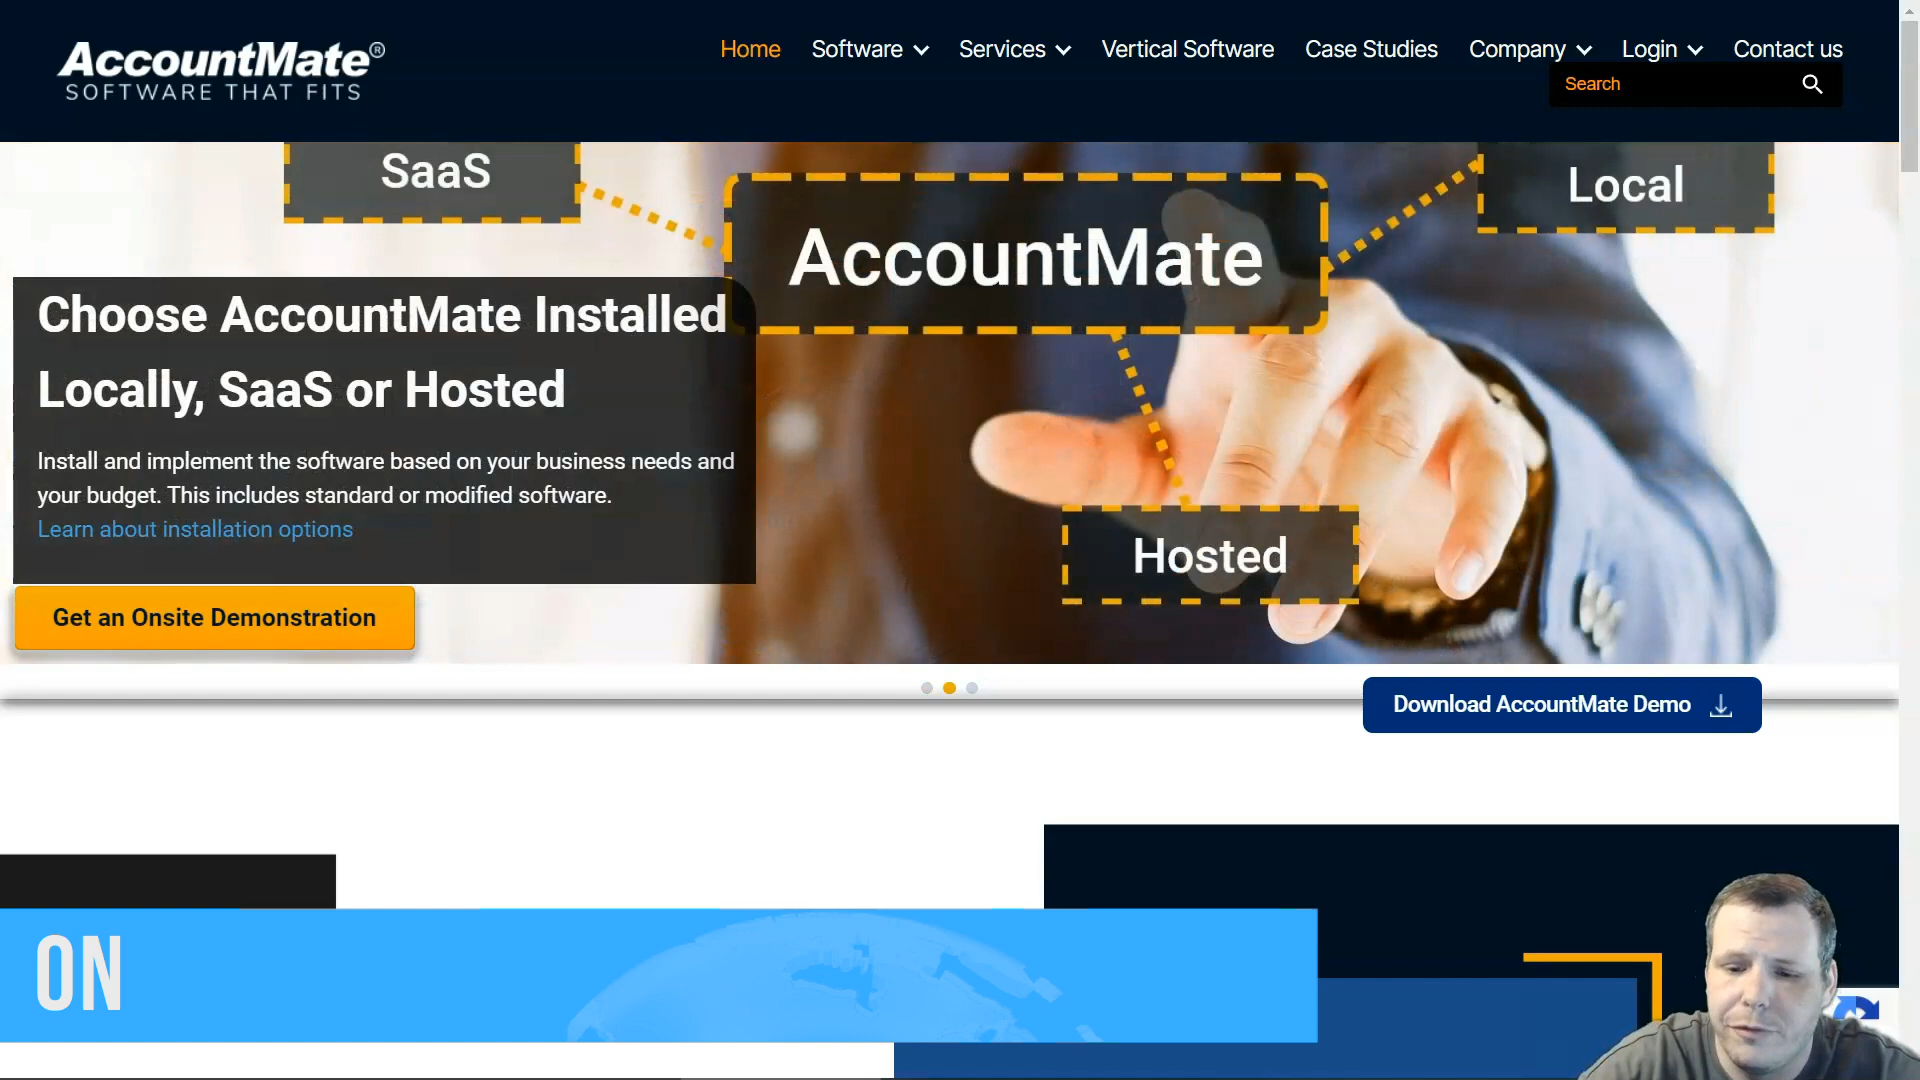 AccountMate®
SOFTWARE THAT FITS
Home Software Services Vertical Software Case Studies Company Login Contact us
Search
SaaS
AccountMate
Local
Hosted
Choose AccountMate Installed
Locally, SaaS or Hosted
Install and implement the software based on your business needs and
your budget. This includes standard or modified software.
Learn about installation options
Get an Onsite Demonstration
Download AccountMate Demo
ON